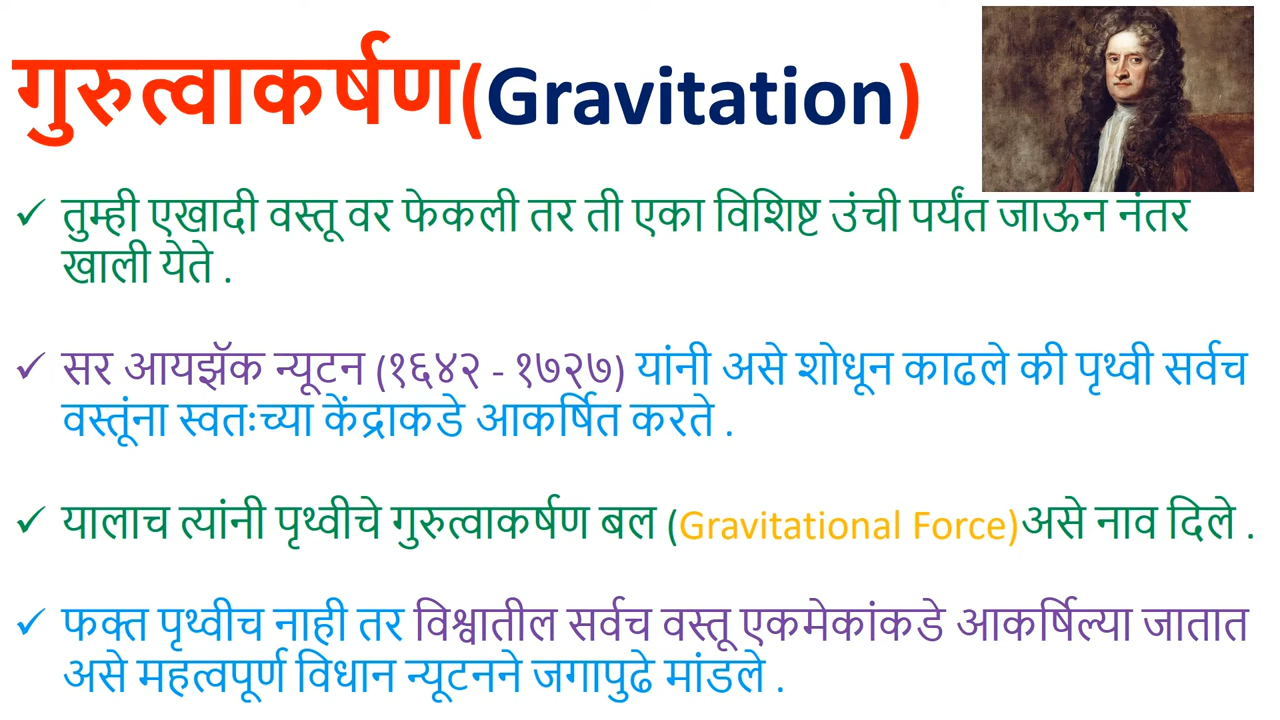 गुरुत्वाकर्षण(Gravitation)
✓ तुम्ही एखादी वस्तू वर फेकली तर ती एका विशिष्ट उंची पर्यंत जाऊन नंतर
खाली येते .
✓ सर आयझॅक न्यूटन (१६४२ - १७२७) यांनी असे शोधून काढले की पृथ्वी सर्वच
वस्तूंना स्वतःच्या केंद्राकडे आकर्षित करते .
✓ यालाच त्यांनी पृथ्वीचे गुरुत्वाकर्षण बल (Gravitational Force)असे नाव दिले .
✓ फक्त पृथ्वीच नाही तर विश्वातील सर्वच वस्तू एकमेकांकडे आकर्षिल्या जातात
असे महत्वपूर्ण विधान न्यूटनने जगापुढे मांडले .